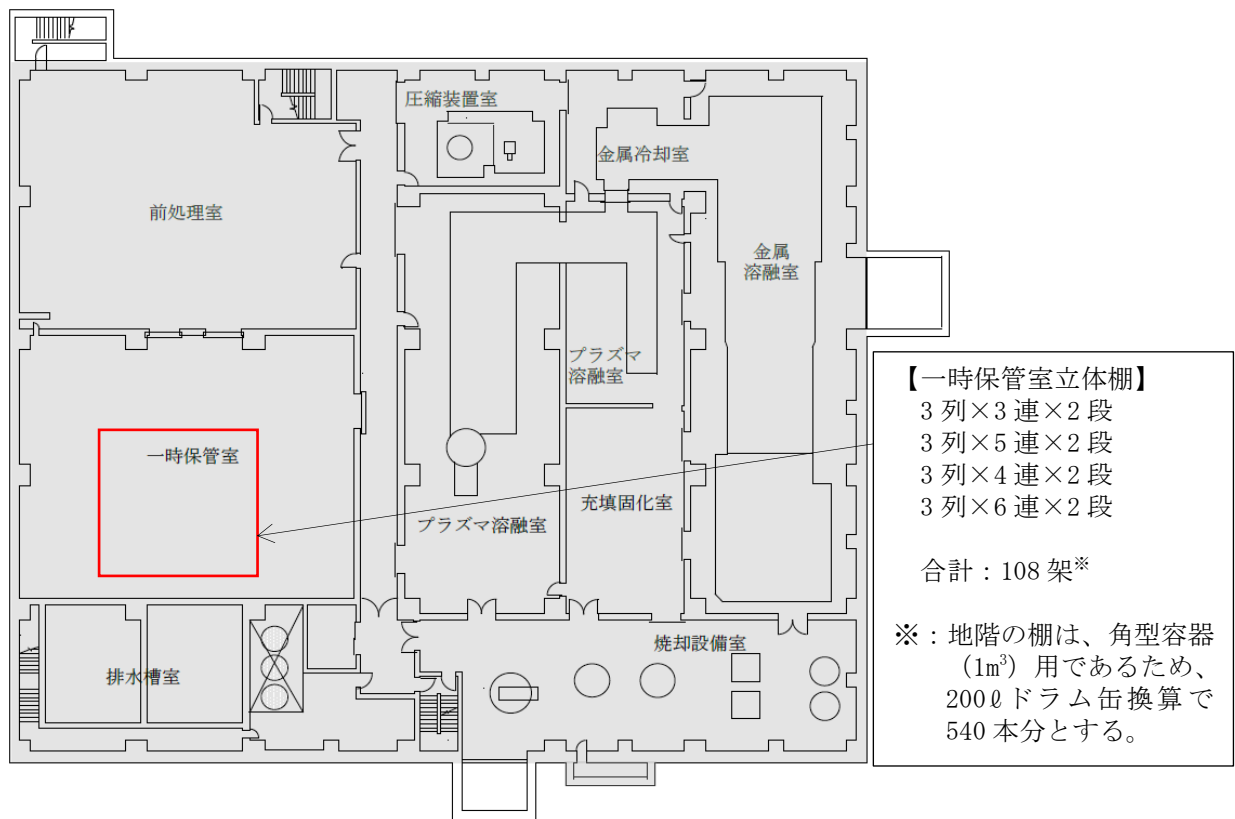 圧縮装置室
金属冷却室
前処理室
金属
溶融室
プラズマ
溶融室
一時保管室
充填固化室
プラズマ溶融室
焼却設備室
排水槽室
【一時保管室立体棚】
3列×3連×2段
3列×5連×2段
3列×4連×2段
3列×6連×2段
合計：108架※
※：地階の棚は、角型容器
（1m³）用であるため、
200ℓドラム缶換算で
540本分とする。